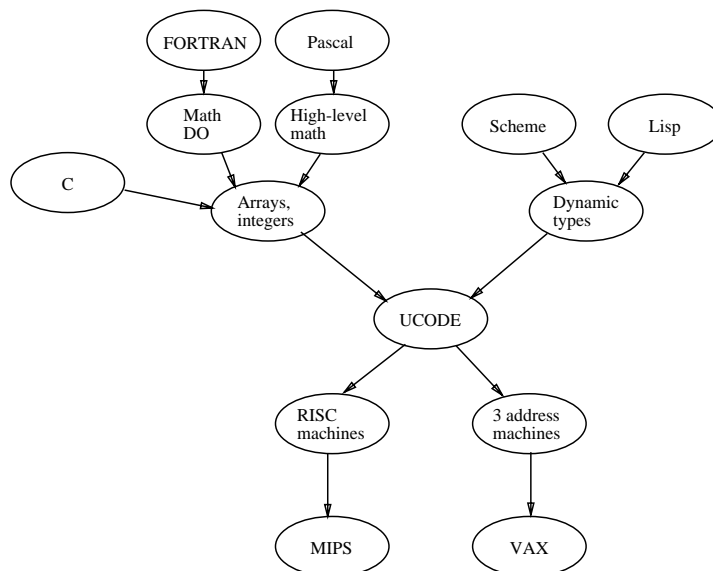 FORTRAN
Pascal
Math
DO
High-level
math
Scheme
Lisp
C
Arrays,
integers
Dynamic
types
UCODE
RISC
machines
3 address
machines
MIPS
VAX